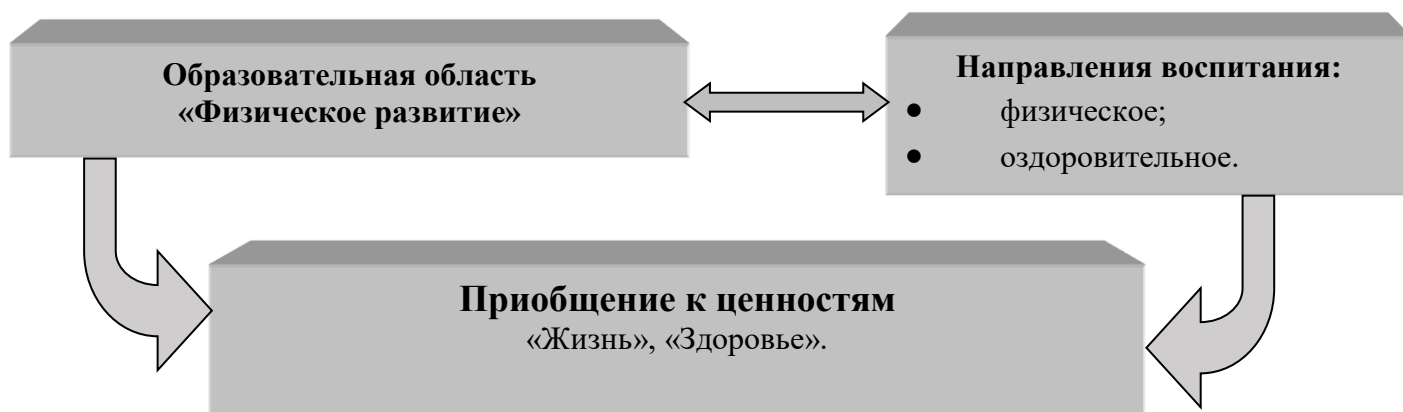 Образовательная область
«Физическое развитие»
Направления воспитания:
● физическое;
● оздоровительное.
Приобщение к ценностям
«Жизнь», «Здоровье».